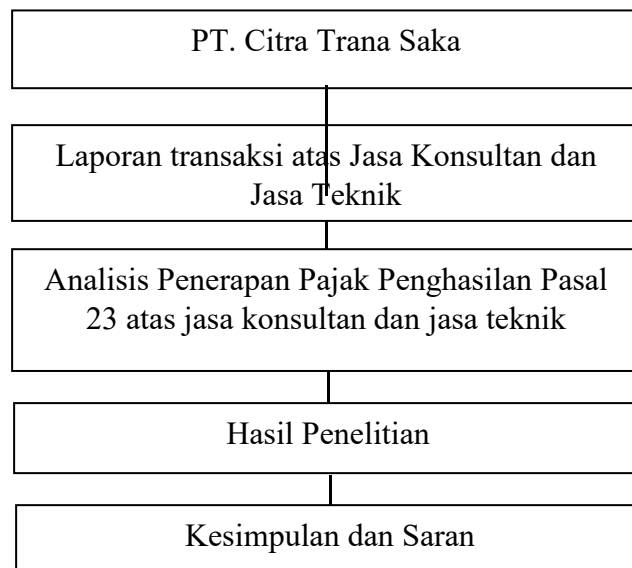 PT. Citra Trana Saka
Laporan transaksi atas Jasa Konsultan dan
Jasa Teknik
Analisis Penerapan Pajak Penghasilan Pasal
23 atas jasa konsultan dan jasa teknik
Hasil Penelitian
Kesimpulan dan Saran